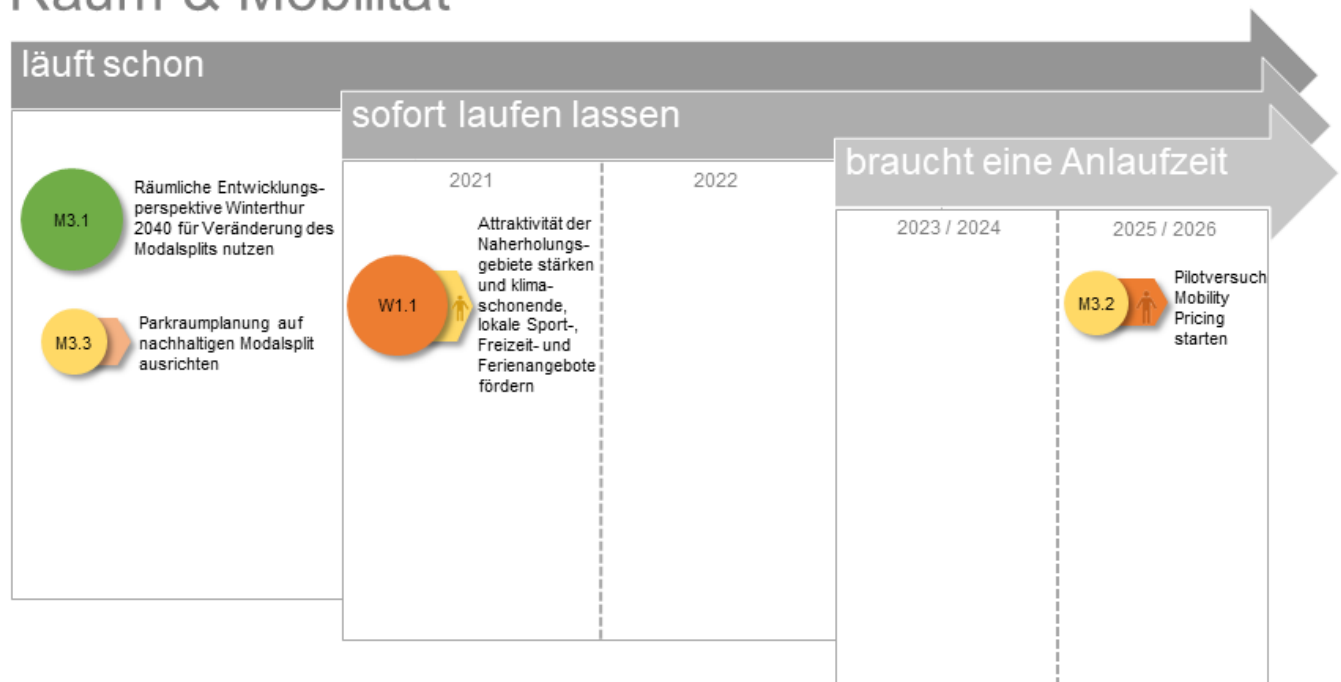 Raum & Mobilität
läuft schon
sofort laufen lassen
braucht eine Anlaufzeit
M3.1
Räumliche Entwicklungs-
perspektive Winterthur
2040 für Veränderung des
Modalsplits nutzen
M3.3
Parkraumplanung auf
nachhaltigen Modalsplit
ausrichten
2021
2022
W1.1
Attraktivität der
Naherholungs-
gebiete stärken
und klima-
schonende,
lokale Sport-,
Freizeit- und
Ferienangebote
fördern
2023 / 2024
2025 / 2026
M3.2
Pilotversuch
Mobility
Pricing
starten